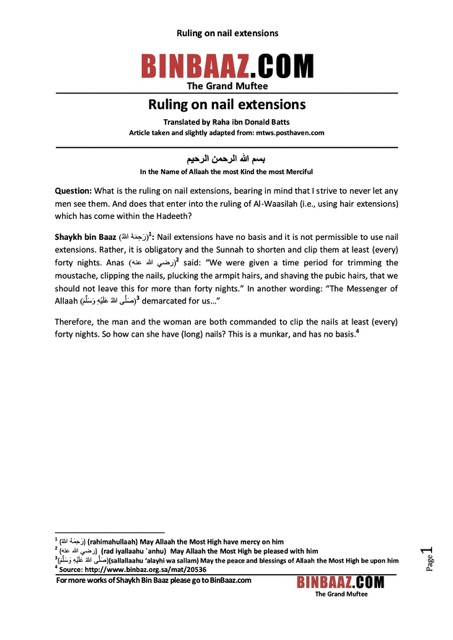 Ruling on nail extensions
BINBAAZ.COM
The Grand Muftee
Ruling on nail extensions
Translated by Raha ibn Donald Batts
Article taken and slightly adapted from: mtws.posthaven.com
بسم الله الرحمن الرحيم
In the Name of Allaah the most Kind the most Merciful
Question: What is the ruling on nail extensions, bearing in mind that I strive to never let any
men see them. And does that enter into the ruling of Al-Waasilah (i.e., using hair extensions)
which has come within the Hadeeth?
Shaykh bin Baaz (رَحِمَهُ اللهُ)1: Nail extensions have no basis and it is not permissible to use nail
extensions. Rather, it is obligatory and the Sunnah to shorten and clip them at least (every)
forty nights. Anas (رضي الله عنه)2 said: “We were given a time period for trimming the
moustache, clipping the nails, plucking the armpit hairs, and shaving the pubic hairs, that we
should not leave this for more than forty nights.” In another wording: “The Messenger of
Allaah (صَلَّى اللهُ عَلَيْهِ وَسَلَّمَ)3 demarcated for us…”
Therefore, the man and the woman are both commanded to clip the nails at least (every)
forty nights. So how can she have (long) nails? This is a munkar, and has no basis.4
1 (رَحِمَهُ اللهُ) (rahimahullaah) May Allaah the Most High have mercy on him
2 (رضي الله عنه) (rad iyallaahu `anhu) May Allaah the Most High be pleased with him
3 (صَلَّى اللهُ عَلَيْهِ وَسَلَّمَ)(sallallaahu ‘alayhi wa sallam) May the peace and blessings of Allaah the Most High be upon him
4 Source: http://www.binbaz.org.sa/mat/20536
For more works of Shaykh Bin Baaz please go to BinBaaz.com
BINBAAZ.COM
The Grand Muftee
Page 1